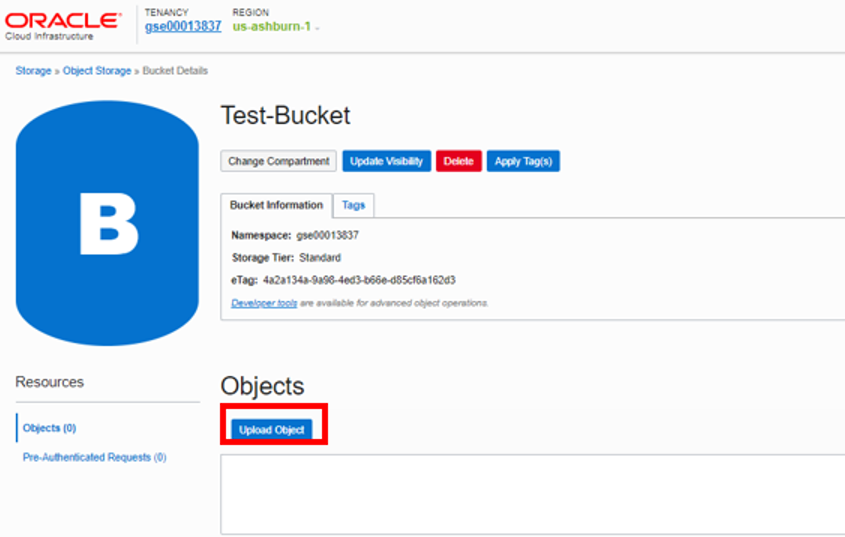 ORACLE
Cloud Infrastructure
TENANCY
gse00013837
REGION
us-ashburn-1
Storage » Object Storage » Bucket Details
B
Test-Bucket
Change Compartment Update Visibility Delete Apply Tag(s)
Bucket Information Tags
Namespace: gse00013837
Storage Tier: Standard
eTag: 4a2a134a-9a98-4ed3-b66e-d85cf6a162d3
Developer tools are available for advanced object operations.
Resources
Objects (0)
Pre-Authenticated Requests (0)
Objects
Upload Object